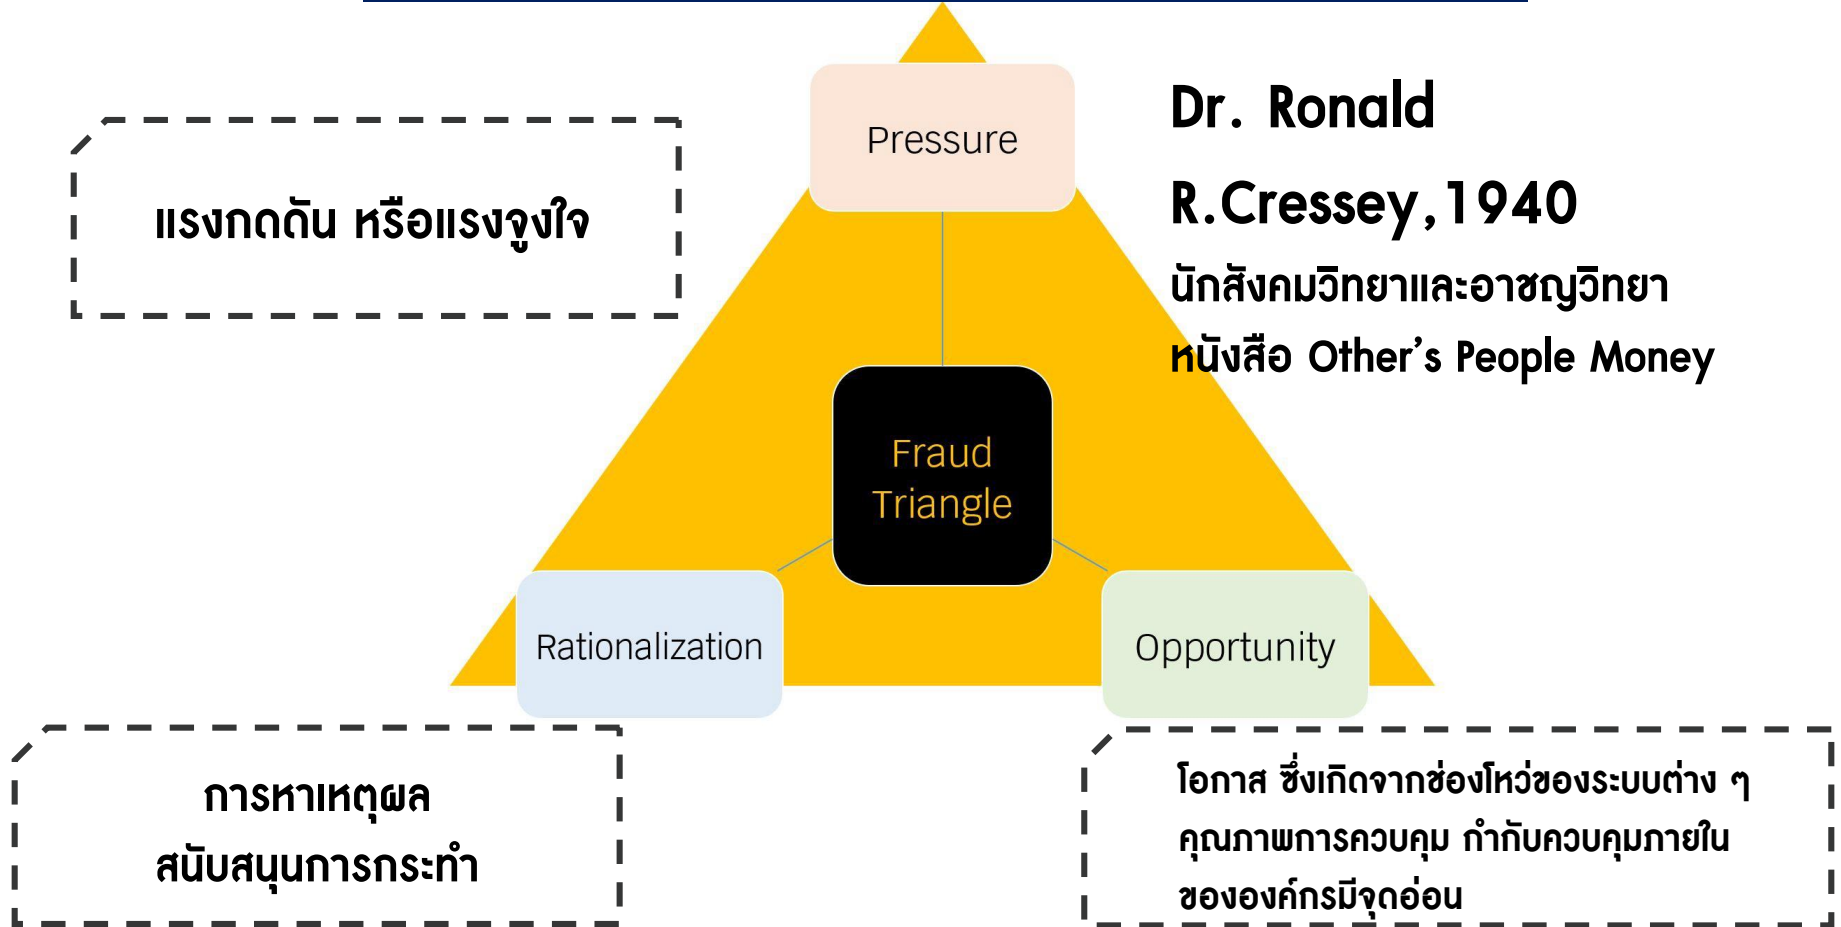 Pressure
แรงกดดัน หรือแรงจูงใจ
Dr. Ronald
R.Cressey,1940
นักสังคมวิทยาและอาชญวิทยา
หนังสือ Other's People Money
Fraud
Triangle
Rationalization
Opportunity
การหาเหตุผล
สนับสนุนการกระทำ
โอกาส ซึ่งเกิดจากช่องโหว่ของระบบต่าง ๆ
คุณภาพการควบคุม กำกับควบคุมภายใน
ขององค์กรมีจุดอ่อน